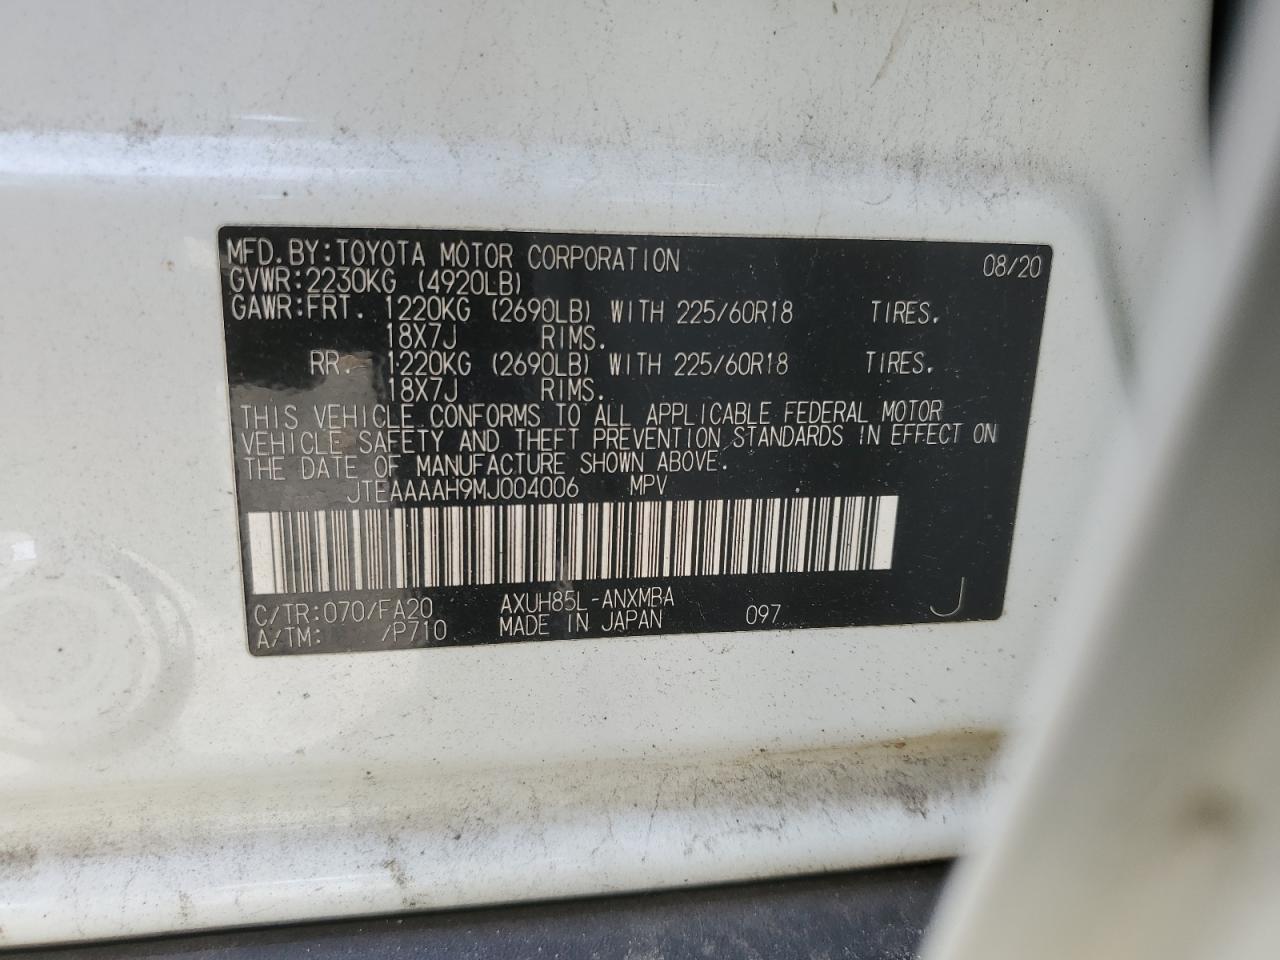 MFD.BY:TOYOTA MOTOR CORPORATION 08/20
GVWR:2230KG (4920LB)
GAWR:FRT. 1220KG (2690LB) WITH 225/60R18 TIRES.
18X7J RIMS.
RR. 1220KG (2690LB) WITH 225/60R18 TIRES.
18X7J RIMS.
THIS VEHICLE CONFORMS TO ALL APPLICABLE FEDERAL MOTOR
VEHICLE SAFETY AND THEFT PREVENTION STANDARDS IN EFFECT ON
THE DATE OF MANUFACTURE SHOWN ABOVE.
JTEAAAAH9MJ004006 MPV
C/TR:070/FA20 AXUH85L-ANXMBA
A/TM: /P710 MADE IN JAPAN 097 J